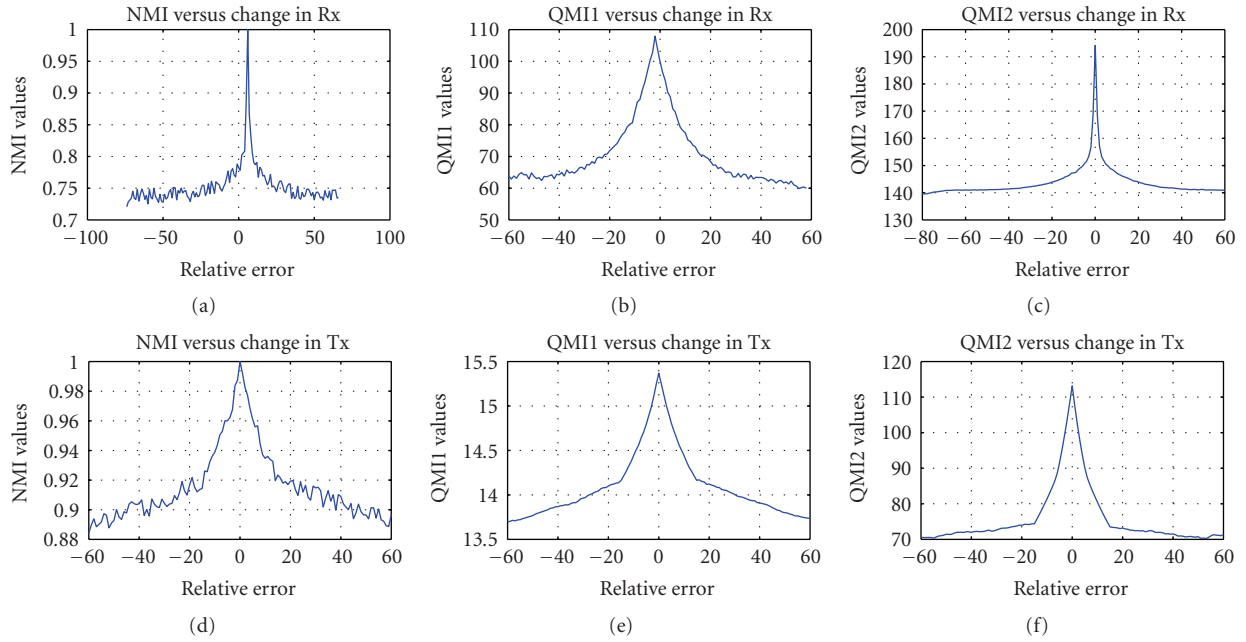 NMI versus change in Rx
1
0.95
0.9
0.85
0.8
0.75
0.7
−100 −50 0 50 100
NMI values
Relative error
(a)
QMI1 versus change in Rx
110
100
90
80
70
60
50
−60 −40 −20 0 20 40 60
QMI1 values
Relative error
(b)
QMI2 versus change in Rx
200
190
180
170
160
150
140
130
−80 −60 −40 −20 0 20 40 60
QMI2 values
Relative error
(c)
NMI versus change in Tx
1
0.98
0.96
0.94
0.92
0.9
0.88
−60 −40 −20 0 20 40 60
NMI values
Relative error
(d)
QMI1 versus change in Tx
15.5
15
14.5
14
13.5
−60 −40 −20 0 20 40 60
QMI1 values
Relative error
(e)
QMI2 versus change in Tx
120
110
100
90
80
70
−60 −40 −20 0 20 40 60
QMI2 values
Relative error
(f)